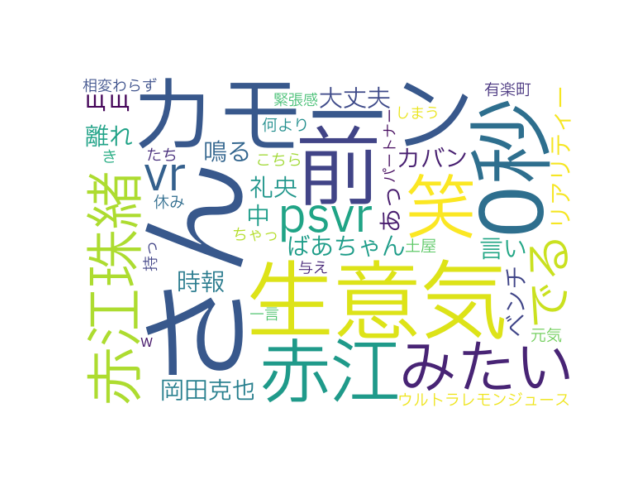 相変わらず
カモーン
緊張感
大丈夫
有楽町
しまう
何より
離れ
き
たち
鳴る
こちら
パートナー
カバン
リアリティー
前
0秒
vr
休み
礼央
笑
あっ
中
psvr
ちゃっ
ばあちゃん
土屋
言い
でる
赤江珠緒
さん
持っ
時報
生意気
与え
ベンチ
一言
元気
w
赤江
みたい
岡田克也
ウルトラレモンジュース